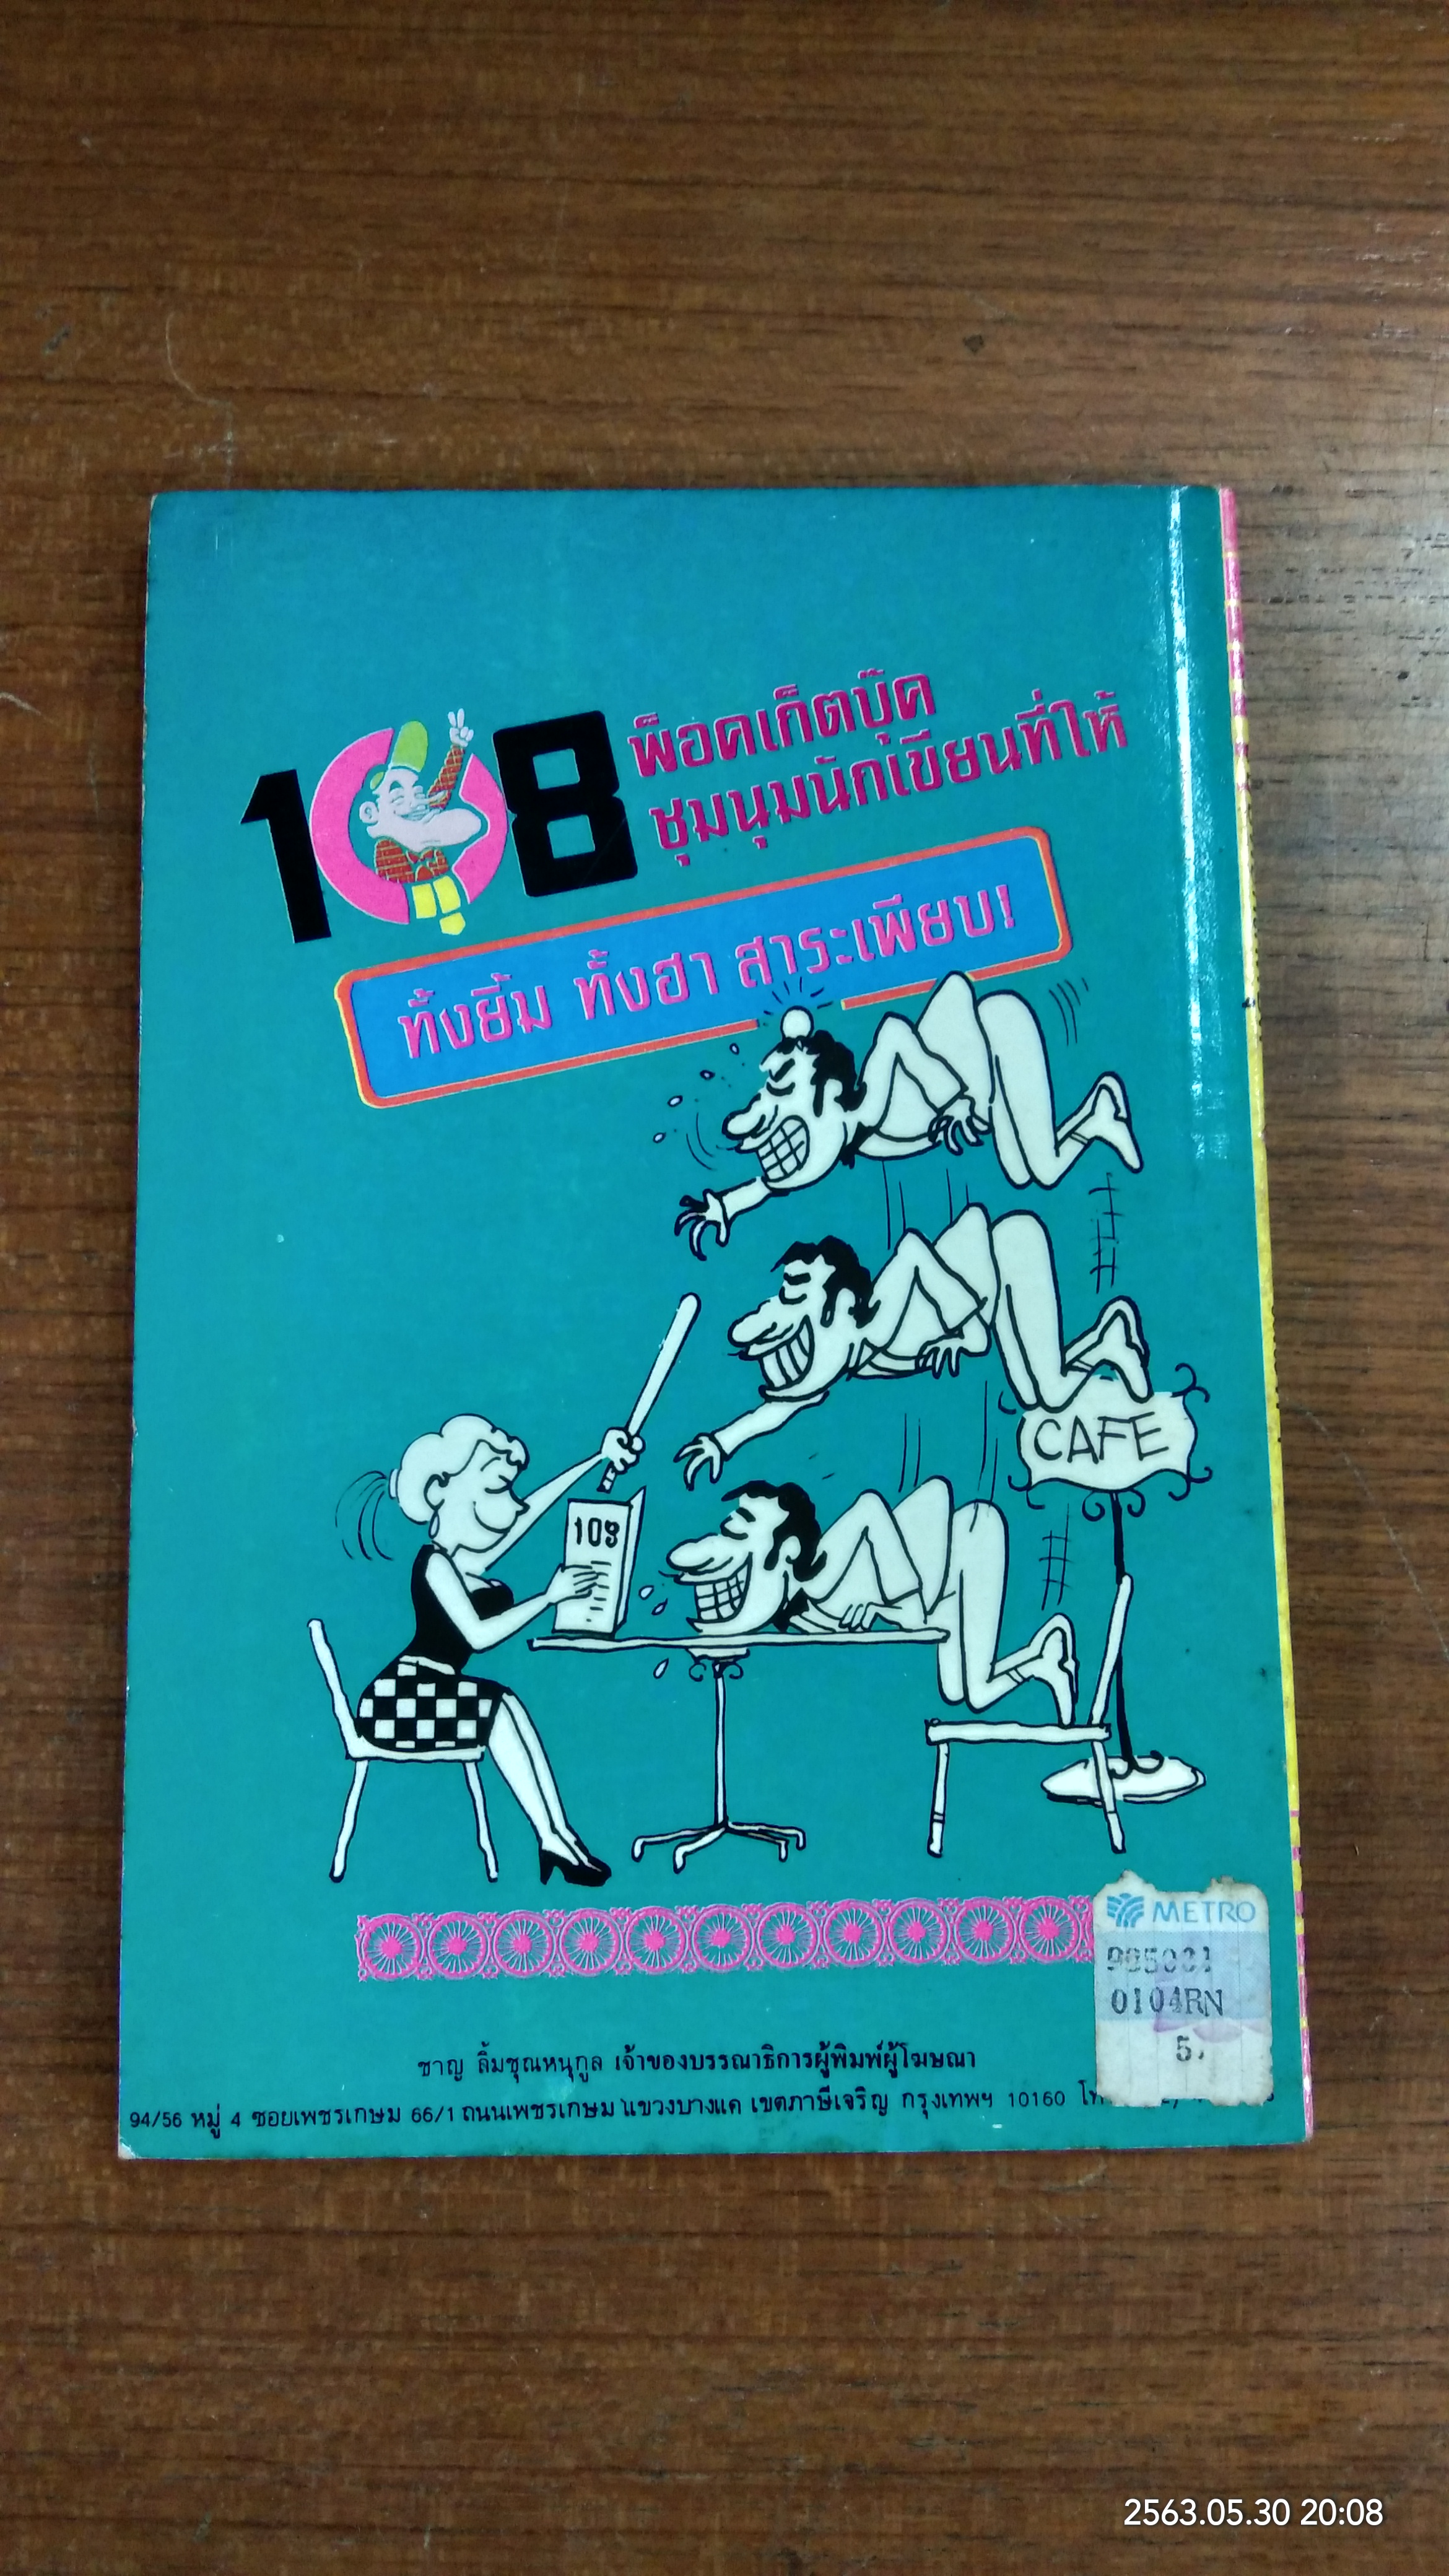 108
พ็อคเก็ตบุ๊ค
ชุมนุมนักเขียนที่ให้
ทั้งยิ้ม ทั้งฮา สาระเพียบ!
CAFE
108
METRO
995001
0104RN
5.
ชาญ ลิ้มชุณหนุกูล เจ้าของบรรณาธิการผู้พิมพ์ผู้โฆษณา
94/56 หมู่ 4 ซอยเพชรเกษม 66/1 ถนนเพชรเกษม แขวงบางแค เขตภาษีเจริญ กรุงเทพฯ 10160
2563.05.30 20:08